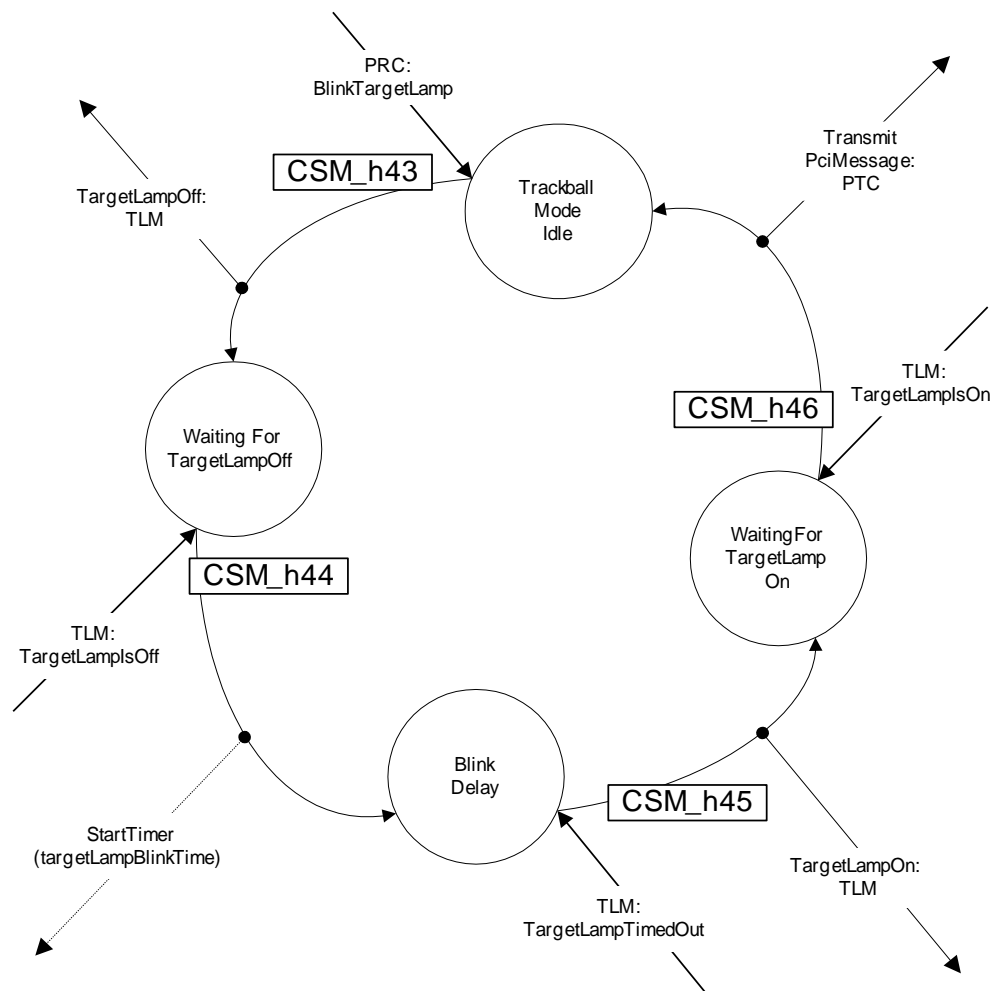 PRC:
BlinkTargetLamp
CSM_h43
TargetLampOff:
TLM
Trackball
Mode
Idle
Transmit
PciMessage:
PTC
TLM:
TargetLampIsOn
CSM_h46
Waiting For
TargetLampOff
WaitingFor
TargetLamp
On
CSM_h44
TLM:
TargetLampIsOff
Blink
Delay
CSM_h45
StartTimer
(targetLampBlinkTime)
TargetLampOn:
TLM
TLM:
TargetLampTimedOut